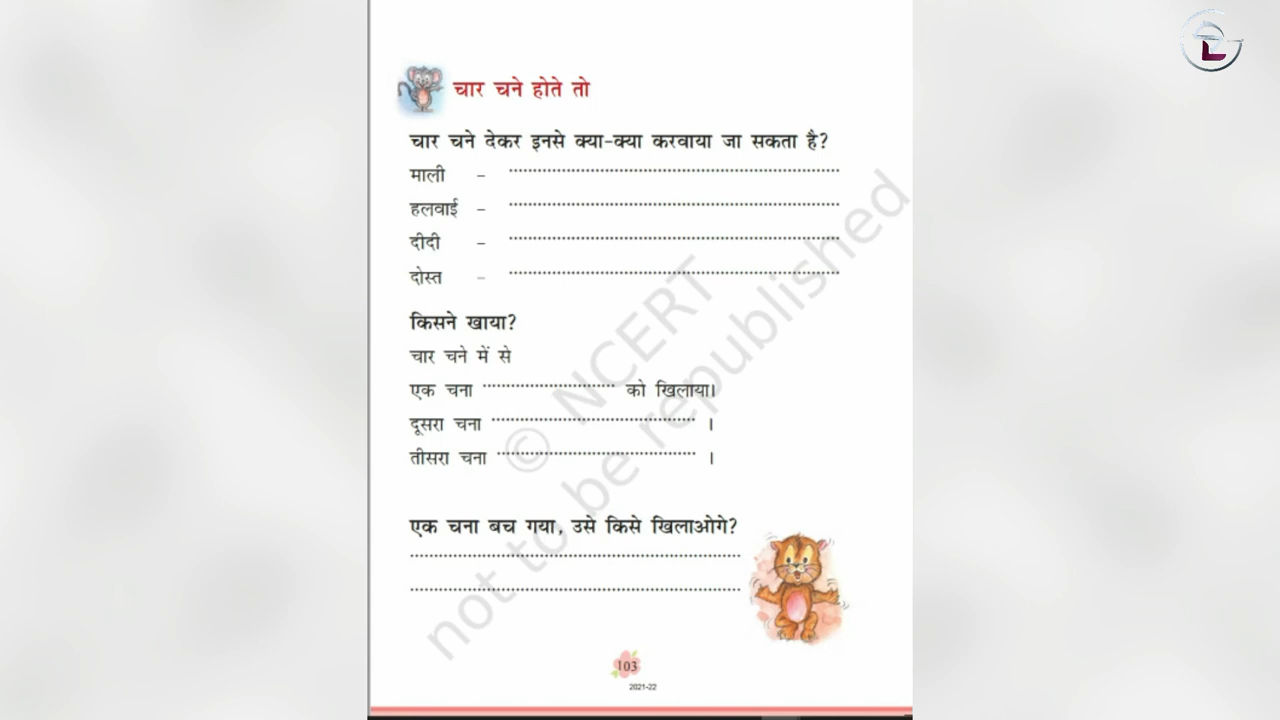 चार चने होते तो
चार चने देकर इनसे क्या-क्या करवाया जा सकता है?
माली - ................................................
हलवाई - ................................................
दीदी - ................................................
दोस्त - ................................................
किसने खाया?
चार चने में से
एक चना ........................ को खिलाया।
दूसरा चना .................................... ।
तीसरा चना .................................... ।
एक चना बच गया, उसे किसे खिलाओगे?
............................................................
............................................................
© NCERT
not to be republished
103
2021-22
L